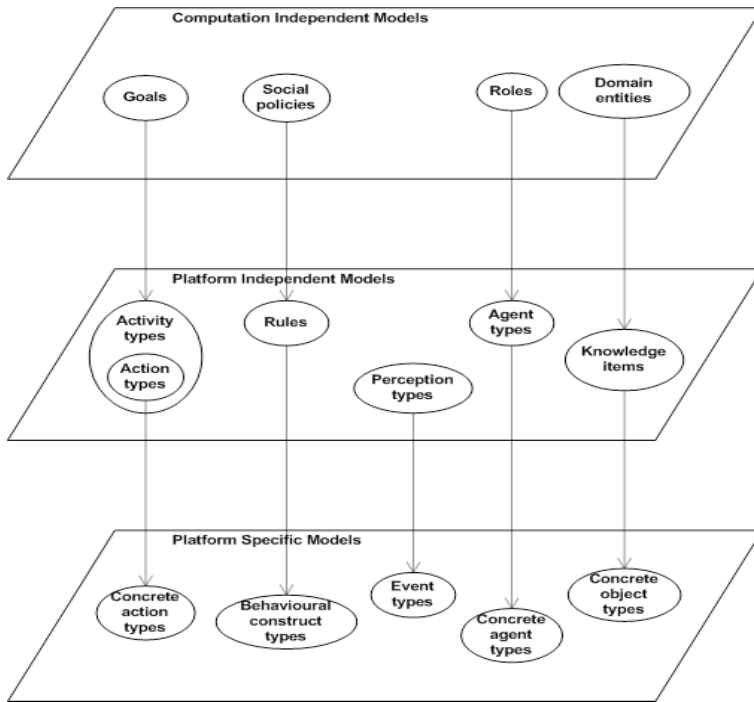 Computation Independent Models
Goals
Social
policies
Roles
Domain
entities
Platform Independent Models
Activity
types
Action
types
Rules
Perception
types
Agent
types
Knowledge
items
Platform Specific Models
Concrete
action
types
Behavioural
construct
types
Event
types
Concrete
agent
types
Concrete
object
types